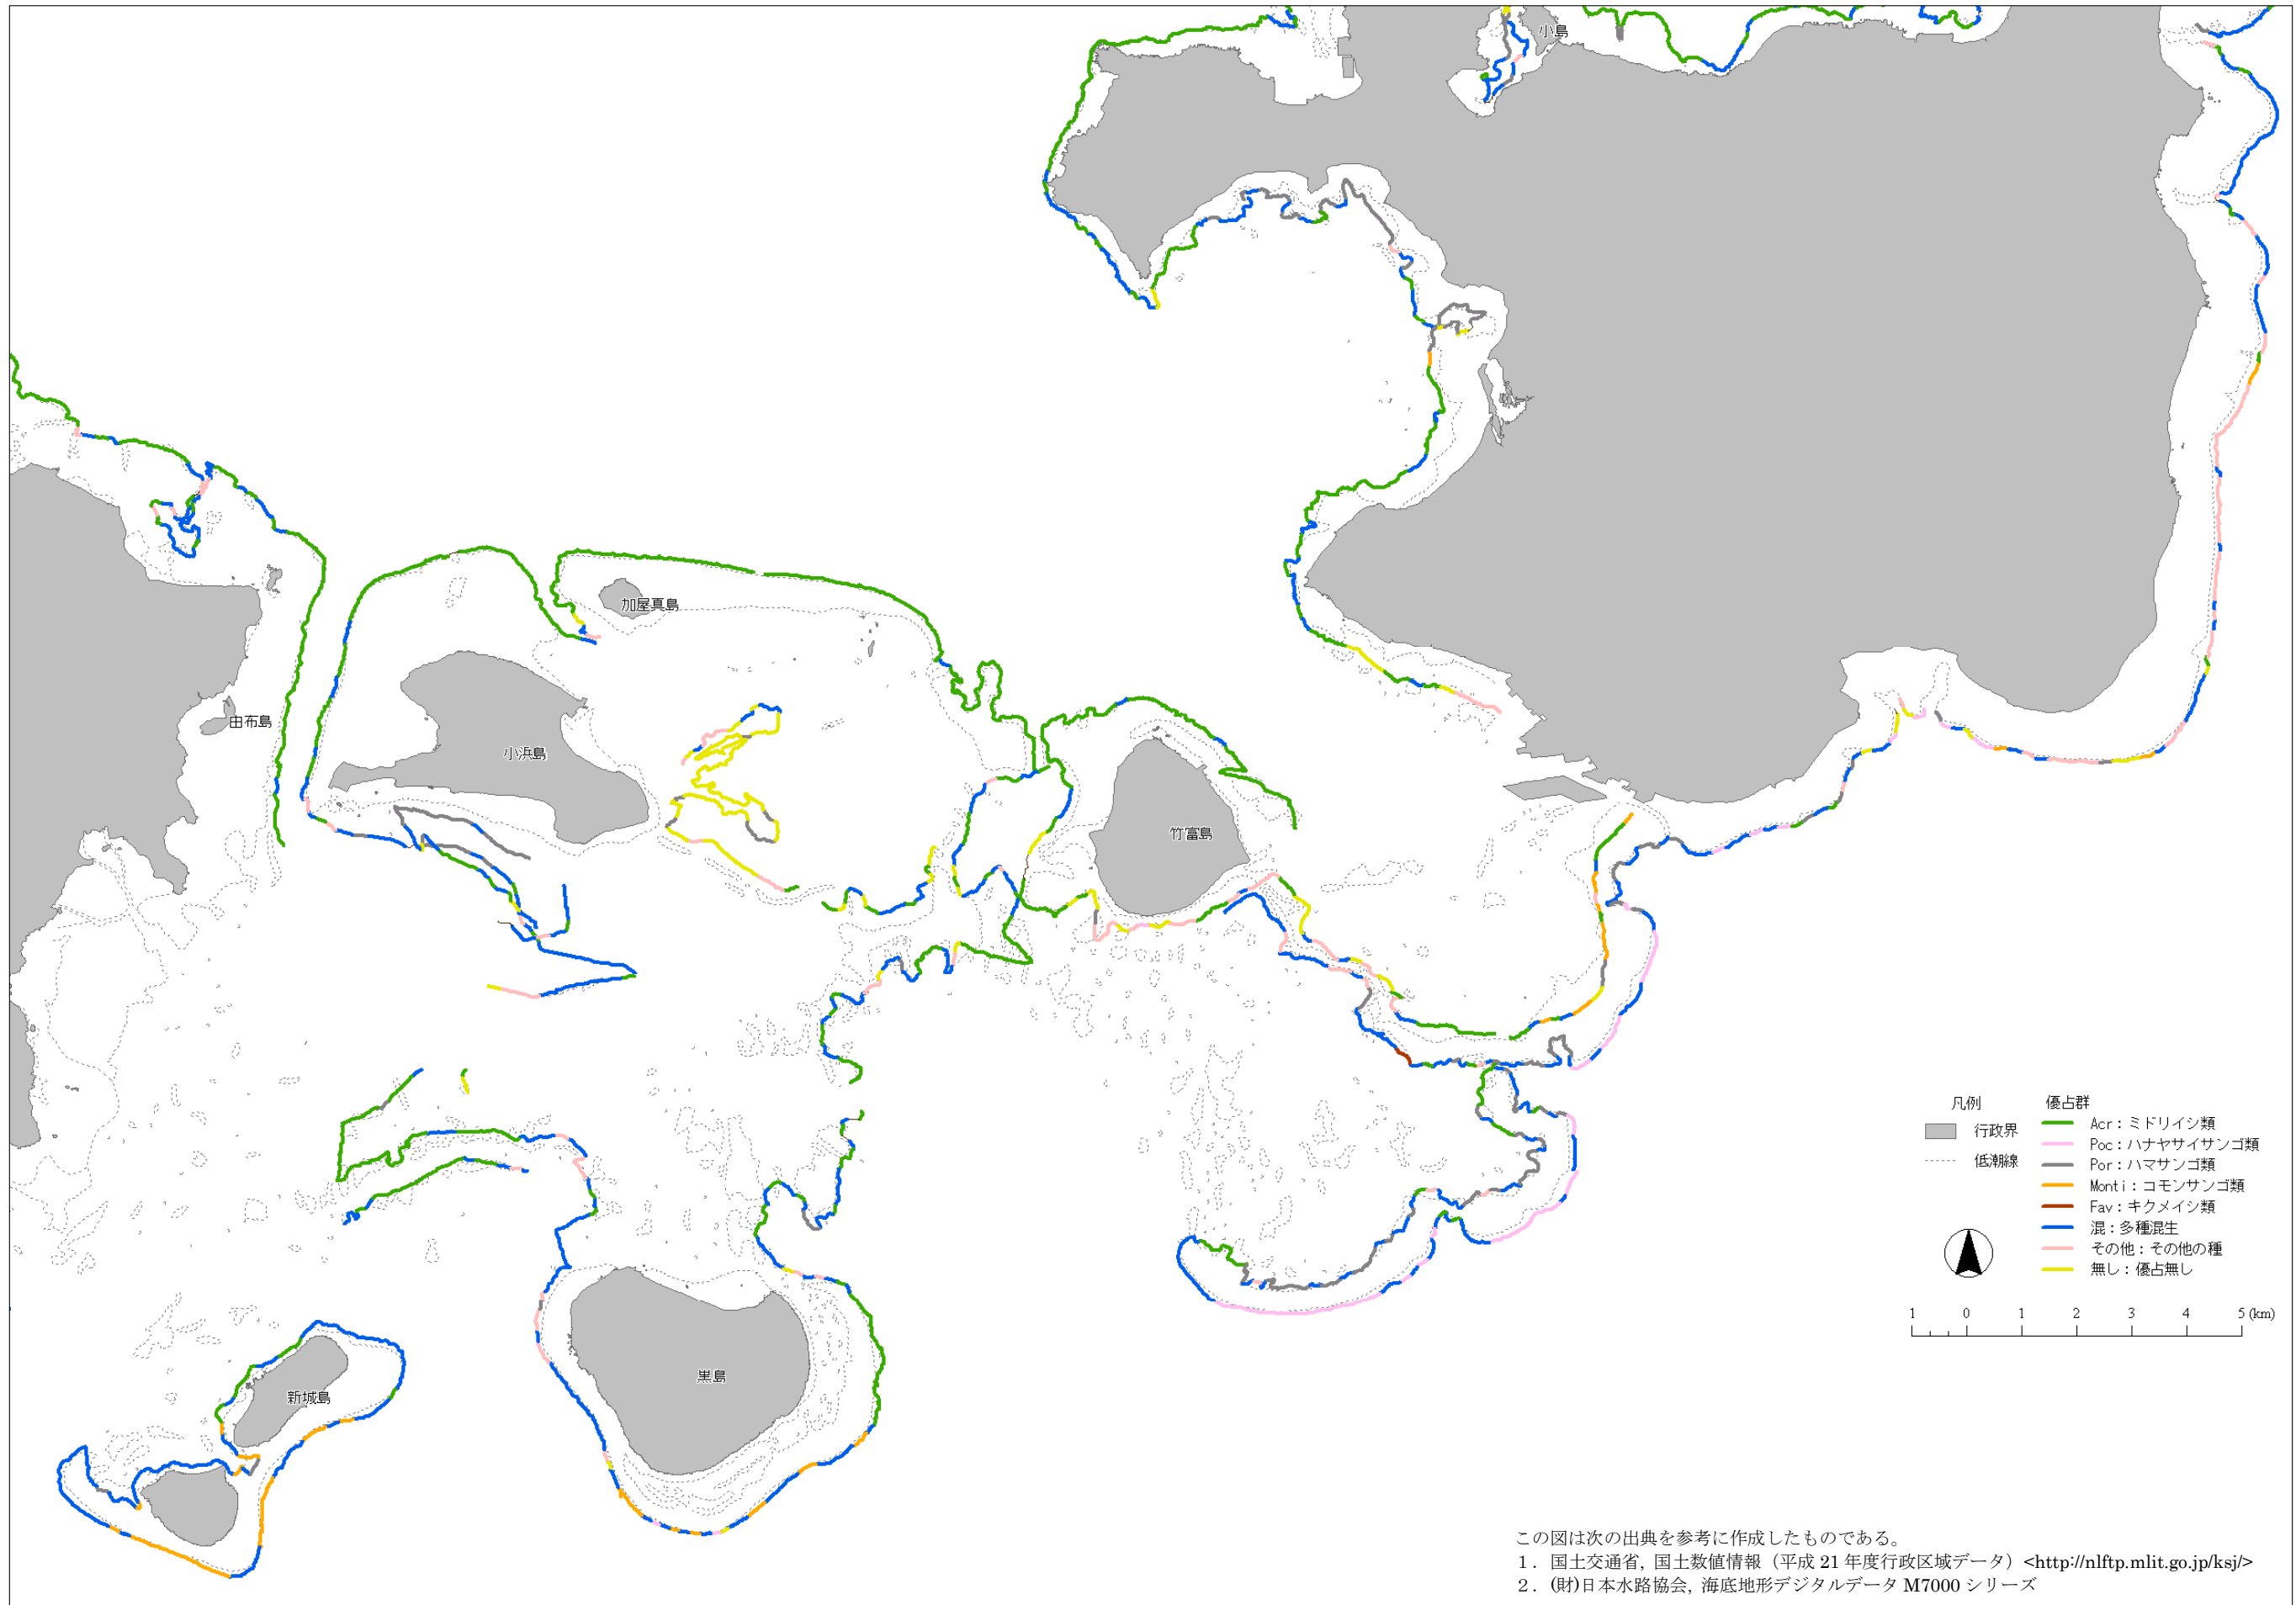 小島
加屋真島
由布島
小浜島
竹富島
黒島
新城島
凡例
行政界
低潮線
優占群
Acr：ミドリイシ類
Poc：ハナヤサイサンゴ類
Por：ハマサンゴ類
Monti：コモンサンゴ類
Fav：キクメイシ類
混：多種混生
その他：その他の種
無し：優占無し
1 0 1 2 3 4 5 (km)
この図は次の出典を参考に作成したものである。
1．国土交通省, 国土数値情報（平成 21 年度行政区域データ）<http://nlftp.mlit.go.jp/ksj/>
2．(財)日本水路協会, 海底地形デジタルデータ M7000 シリーズ